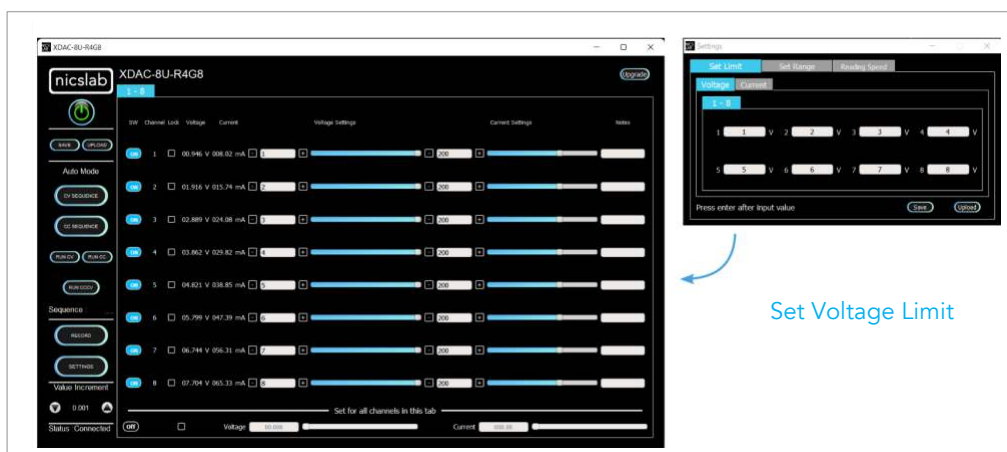 XDAC-8U-R4G8
nicslab
XDAC-8U-R4G8
Upgrade
1 - 8
SW Channel Lock Voltage Current Voltage Settings Current Settings Notes
ON 1 00.946 V 008.02 mA - 1 + - 200 +
ON 2 01.916 V 015.74 mA - 2 + - 200 +
ON 3 02.889 V 024.08 mA - 3 + - 200 +
ON 4 03.862 V 029.82 mA - 4 + - 200 +
ON 5 04.821 V 038.85 mA - 5 + - 200 +
ON 6 05.799 V 047.39 mA - 6 + - 200 +
ON 7 06.744 V 056.31 mA - 7 + - 200 +
ON 8 07.704 V 065.33 mA - 8 + - 200 +
Set for all channels in this tab
Off Voltage 00.000 Current 000.00
SAVE UPLOAD
Auto Mode
CV SEQUENCE
CC SEQUENCE
RUN CV RUN CC
RUN CCCV
Sequence :
RECORD
SETTINGS
Value Increment
0.001
Status Connected
Settings
Set Limit Set Range Reading Speed
Voltage Current
1 - 8
1 1 V 2 2 V 3 3 V 4 4 V
5 5 V 6 6 V 7 7 V 8 8 V
Press enter after input value Save Upload
Set Voltage Limit